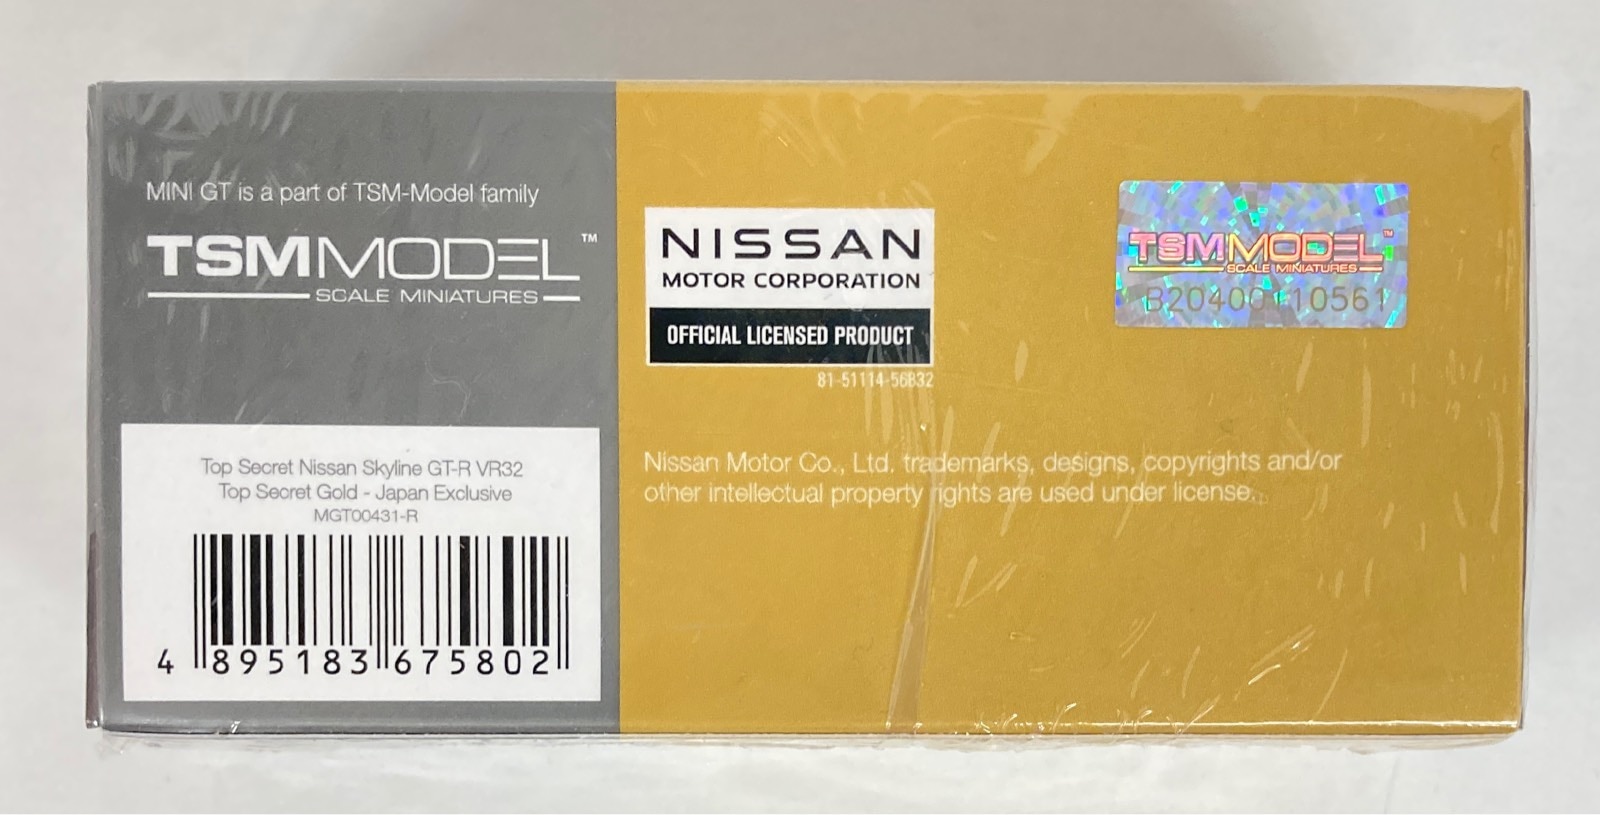 MINI GT is a part of TSM-Model family
TSMMODEL™
SCALE MINIATURES
Top Secret Nissan Skyline GT-R VR32
Top Secret Gold - Japan Exclusive
MGT00431-R
4 895183 675802
NISSAN
MOTOR CORPORATION
OFFICIAL LICENSED PRODUCT
81-51114-56832
Nissan Motor Co., Ltd. trademarks, designs, copyrights and/or
other intellectual property rights are used under license.
TSMMODEL™
SCALE MINIATURES